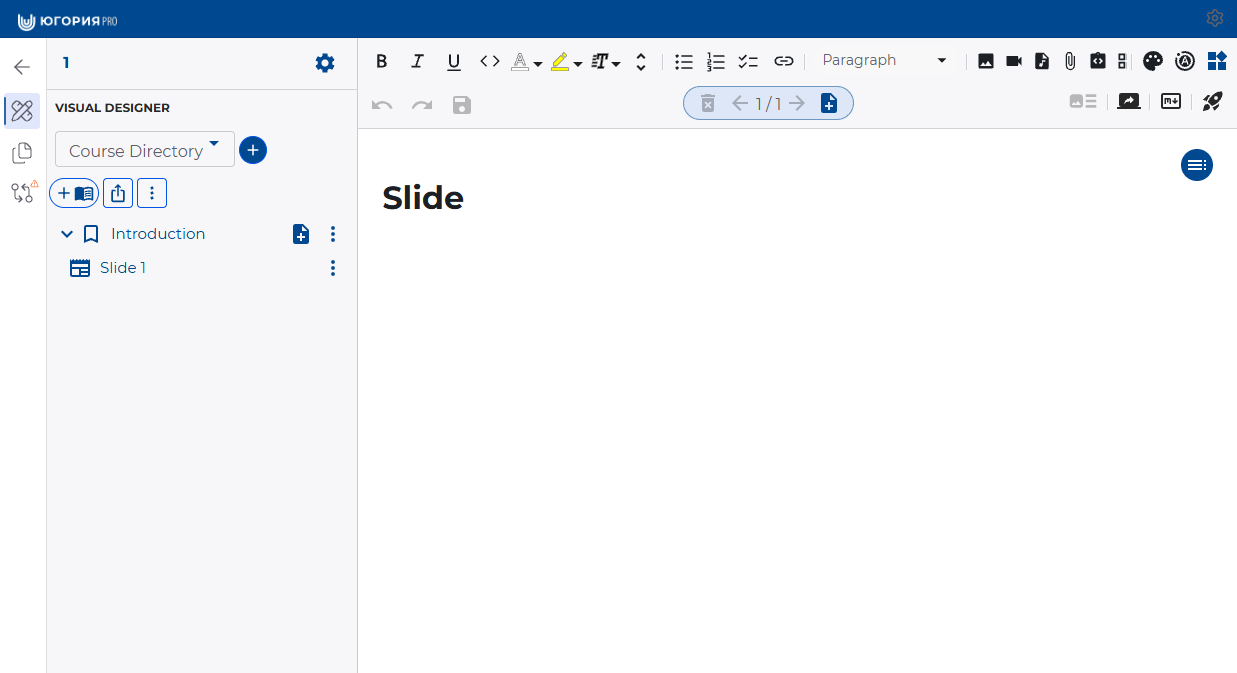 ЮГОРИЯ PRO
1
B I U A T Paragraph
VISUAL DESIGNER
1 / 1
Course Directory
Introduction
Slide 1
Slide